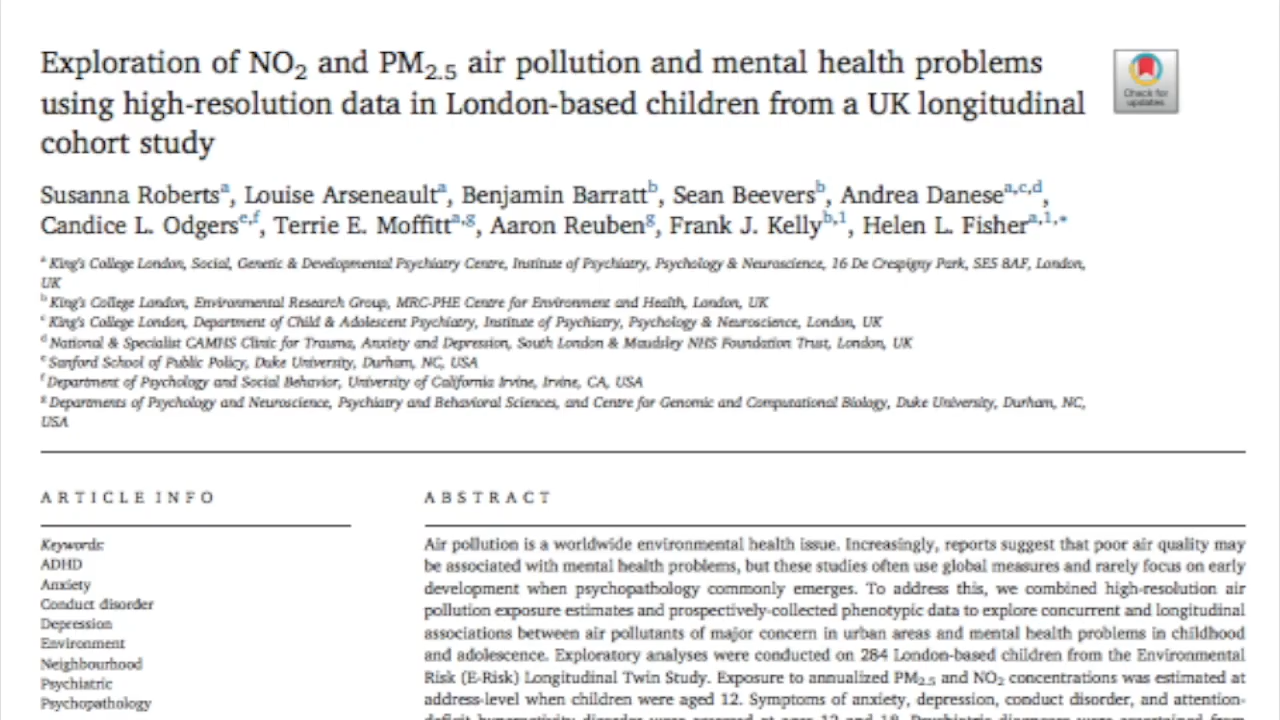 Exploration of NO₂ and PM₂.₅ air pollution and mental health problems
using high-resolution data in London-based children from a UK longitudinal
cohort study
Check for
updates
Susanna Robertsᵃ, Louise Arseneaultᵃ, Benjamin Barrattᵇ, Sean Beeversᵇ, Andrea Daneseᵃ,ᶜ,ᵈ,
Candice L. Odgersᵉ,ᶠ, Terrie E. Moffittᵃ,ᵍ, Aaron Reubenᵍ, Frank J. Kellyᵇ,¹, Helen L. Fisherᵃ,¹,*
ᵃ King's College London, Social, Genetic & Developmental Psychiatry Centre, Institute of Psychiatry, Psychology & Neuroscience, 16 De Crespigny Park, SE5 8AF, London,
UK
ᵇ King's College London, Environmental Research Group, MRC-PHE Centre for Environment and Health, London, UK
ᶜ King's College London, Department of Child & Adolescent Psychiatry, Institute of Psychiatry, Psychology & Neuroscience, London, UK
ᵈ National & Specialist CAMHS Clinic for Trauma, Anxiety and Depression, South London & Maudsley NHS Foundation Trust, London, UK
ᵉ Sanford School of Public Policy, Duke University, Durham, NC, USA
ᶠ Department of Psychology and Social Behavior, University of California Irvine, Irvine, CA, USA
ᵍ Departments of Psychology and Neuroscience, Psychiatry and Behavioral Sciences, and Centre for Genomic and Computational Biology, Duke University, Durham, NC,
USA
ARTICLE INFO
Keywords:
ADHD
Anxiety
Conduct disorder
Depression
Environment
Neighbourhood
Psychiatric
Psychopathology
ABSTRACT
Air pollution is a worldwide environmental health issue. Increasingly, reports suggest that poor air quality may
be associated with mental health problems, but these studies often use global measures and rarely focus on early
development when psychopathology commonly emerges. To address this, we combined high-resolution air
pollution exposure estimates and prospectively-collected phenotypic data to explore concurrent and longitudinal
associations between air pollutants of major concern in urban areas and mental health problems in childhood
and adolescence. Exploratory analyses were conducted on 284 London-based children from the Environmental
Risk (E-Risk) Longitudinal Twin Study. Exposure to annualized PM₂.₅ and NO₂ concentrations was estimated at
address-level when children were aged 12. Symptoms of anxiety, depression, conduct disorder, and attention-